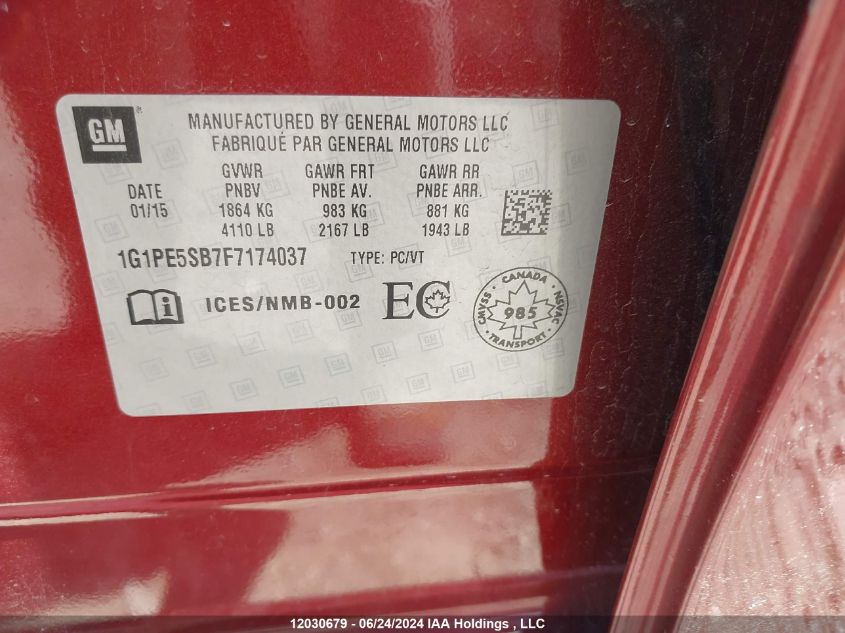 GM
MANUFACTURED BY GENERAL MOTORS LLC
FABRIQUÉ PAR GENERAL MOTORS LLC
GVWR GAWR FRT GAWR RR
DATE PNBV PNBE AV. PNBE ARR.
01/15 1864 KG 983 KG 881 KG
4110 LB 2167 LB 1943 LB
1G1PE5SB7F7174037 TYPE: PC/VT
ICES/NMB-002 EC
CANADA
CMVSS 985 NSVAC
TRANSPORT
12030679 - 06/24/2024 IAA Holdings , LLC